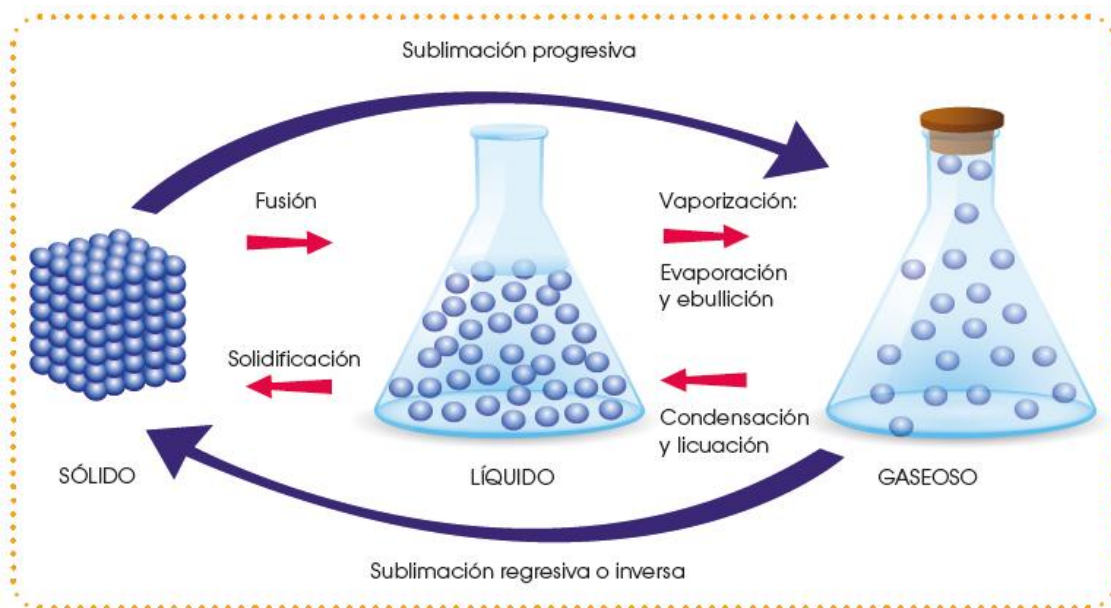 Sublimación progresiva
Fusión
Vaporización:
Evaporación
y ebullición
Solidificación
Condensación
y licuación
SÓLIDO
LÍQUIDO
GASEOSO
Sublimación regresiva o inversa